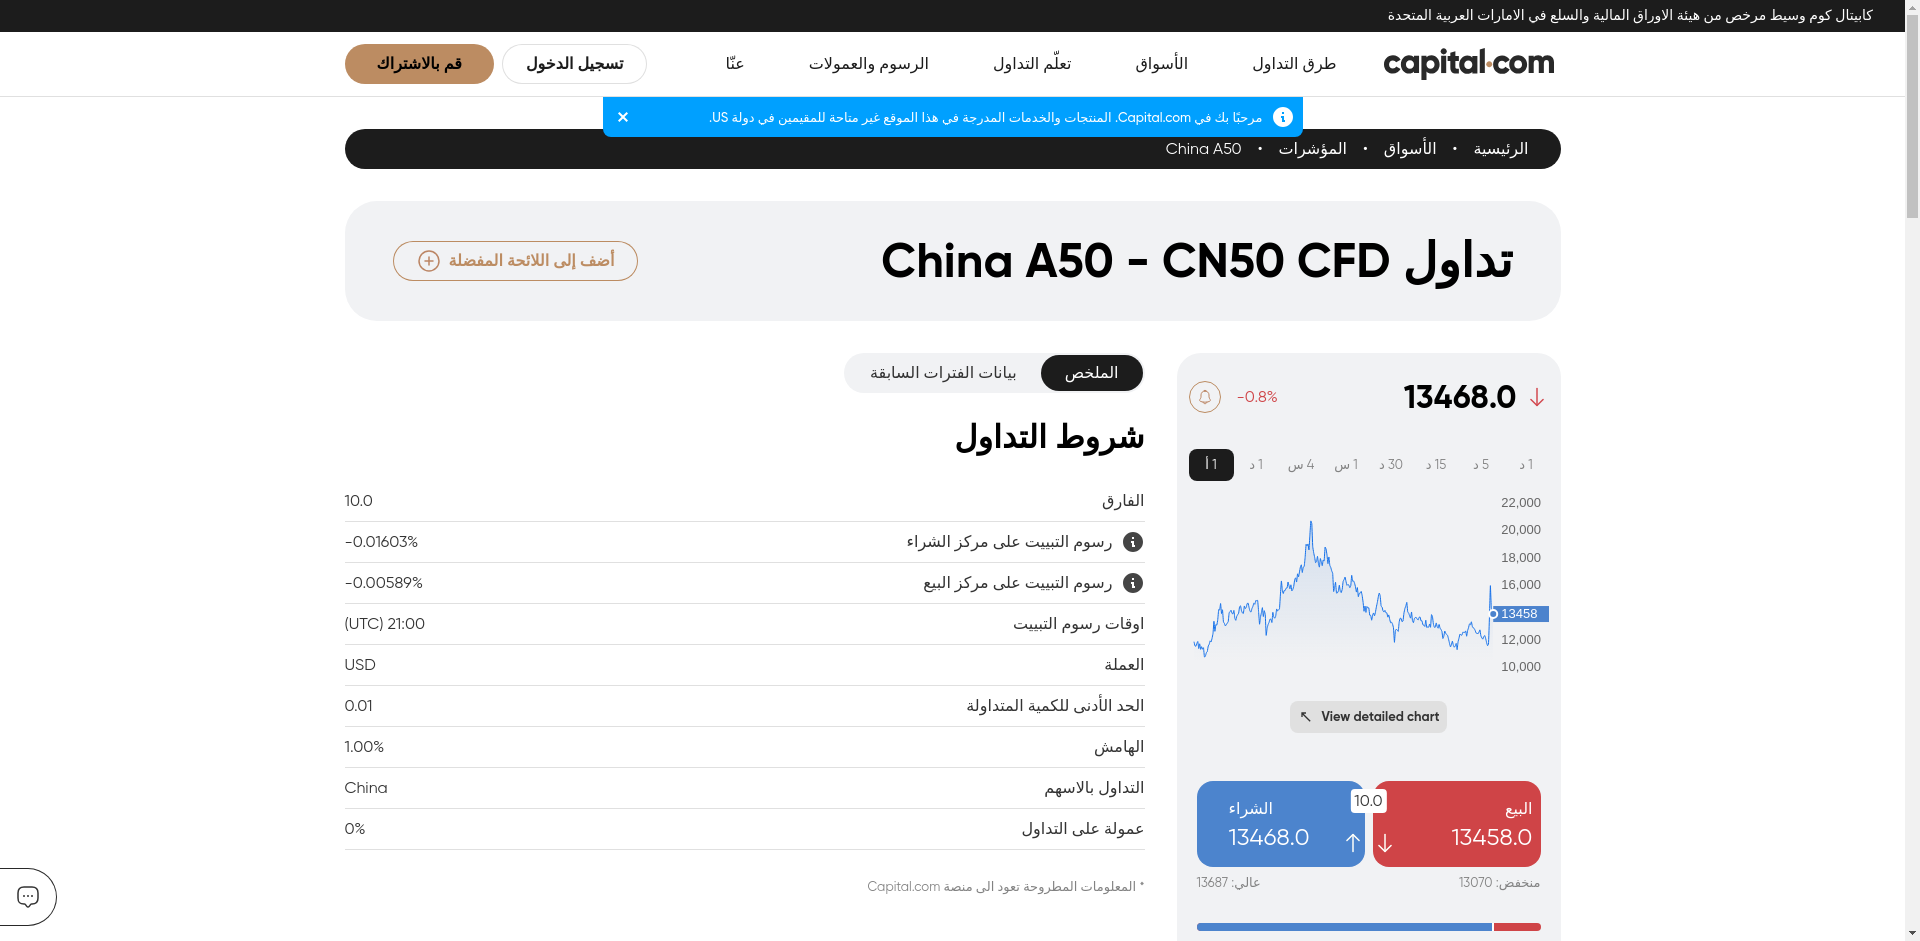 كابيتال كوم وسيط مرخص من هيئة الاوراق المالية والسلع في الامارات العربية المتحدة
capital.com
طرق التداول
الأسواق
تعلّم التداول
الرسوم والعمولات
عنّا
تسجيل الدخول
قم بالاشتراك
مرحبًا بك في Capital.com. المنتجات والخدمات المدرجة في هذا الموقع غير متاحة للمقيمين في دولة US.
الرئيسية • الأسواق • المؤشرات • China A50
تداول China A50 - CN50 CFD
أضف إلى اللائحة المفضلة
13468.0
-0.8%
1 د
5 د
15 د
30 د
1 س
4 س
1 د
1 أ
22,000
20,000
18,000
16,000
13458
12,000
10,000
View detailed chart
البيع
13458.0
10.0
الشراء
13468.0
منخفض: 13070
عالي: 13687
الملخص
بيانات الفترات السابقة
شروط التداول
الفارق 10.0
رسوم التبييت على مركز الشراء -0.01603%
رسوم التبييت على مركز البيع -0.00589%
اوقات رسوم التبييت 21:00 (UTC)
العملة USD
الحد الأدنى للكمية المتداولة 0.01
الهامش 1.00%
التداول بالاسهم China
عمولة على التداول 0%
* المعلومات المطروحة تعود الى منصة Capital.com